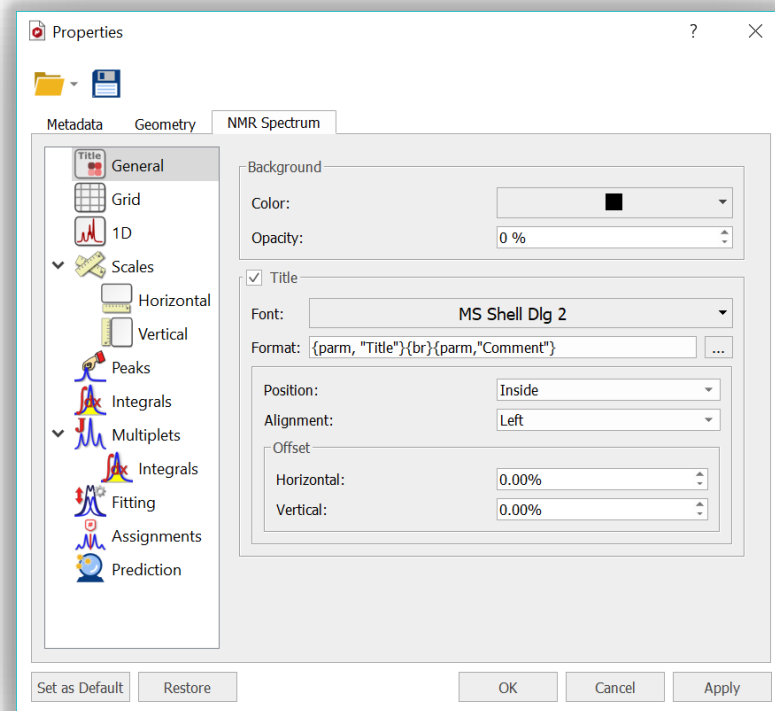 Properties
?
Metadata Geometry NMR Spectrum
Title
General
Grid
1D
Scales
Horizontal
Vertical
Peaks
Integrals
Multiplets
Integrals
Fitting
Assignments
Prediction
Background
Color:
Opacity: 0 %
Title
Font: MS Shell Dlg 2
Format: {parm, "Title"}{br}{parm,"Comment"} ...
Position: Inside
Alignment: Left
Offset
Horizontal: 0.00%
Vertical: 0.00%
Set as Default Restore OK Cancel Apply